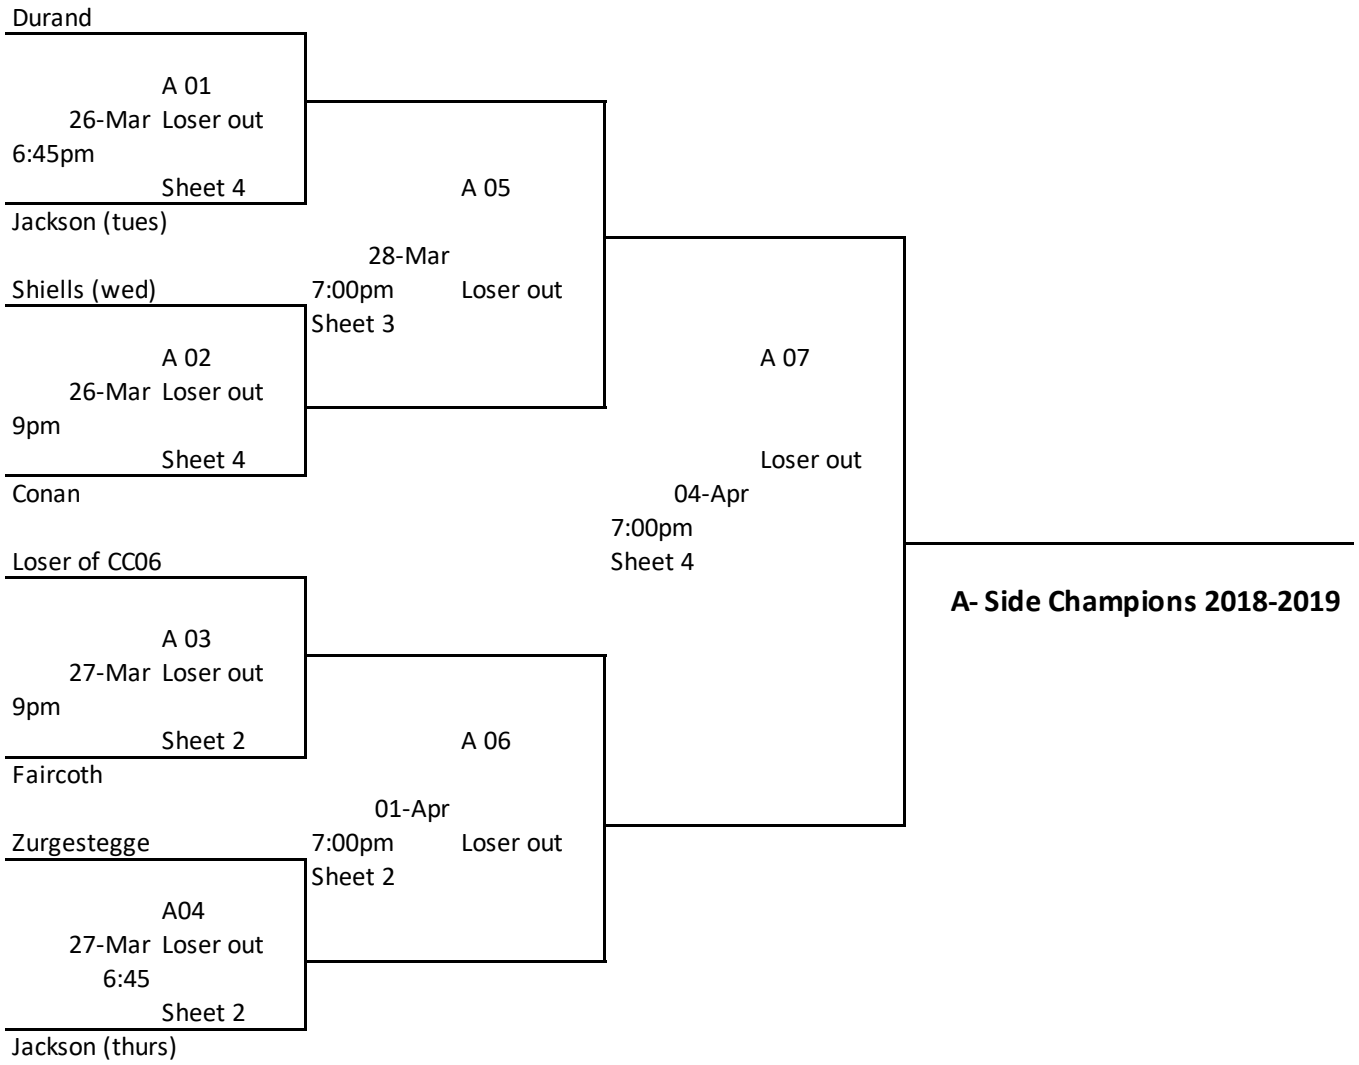 Durand
A 01
26-Mar Loser out
6:45pm
Sheet 4
Jackson (tues)
A 05
28-Mar
7:00pm Loser out
Sheet 3
Shiells (wed)
A 02
26-Mar Loser out
9pm
Sheet 4
Conan
A 07
Loser out
04-Apr
7:00pm
Sheet 4
A- Side Champions 2018-2019
Loser of CC06
A 03
27-Mar Loser out
9pm
Sheet 2
Faircoth
A 06
01-Apr
7:00pm Loser out
Sheet 2
Zurgestegge
A04
27-Mar Loser out
6:45
Sheet 2
Jackson (thurs)